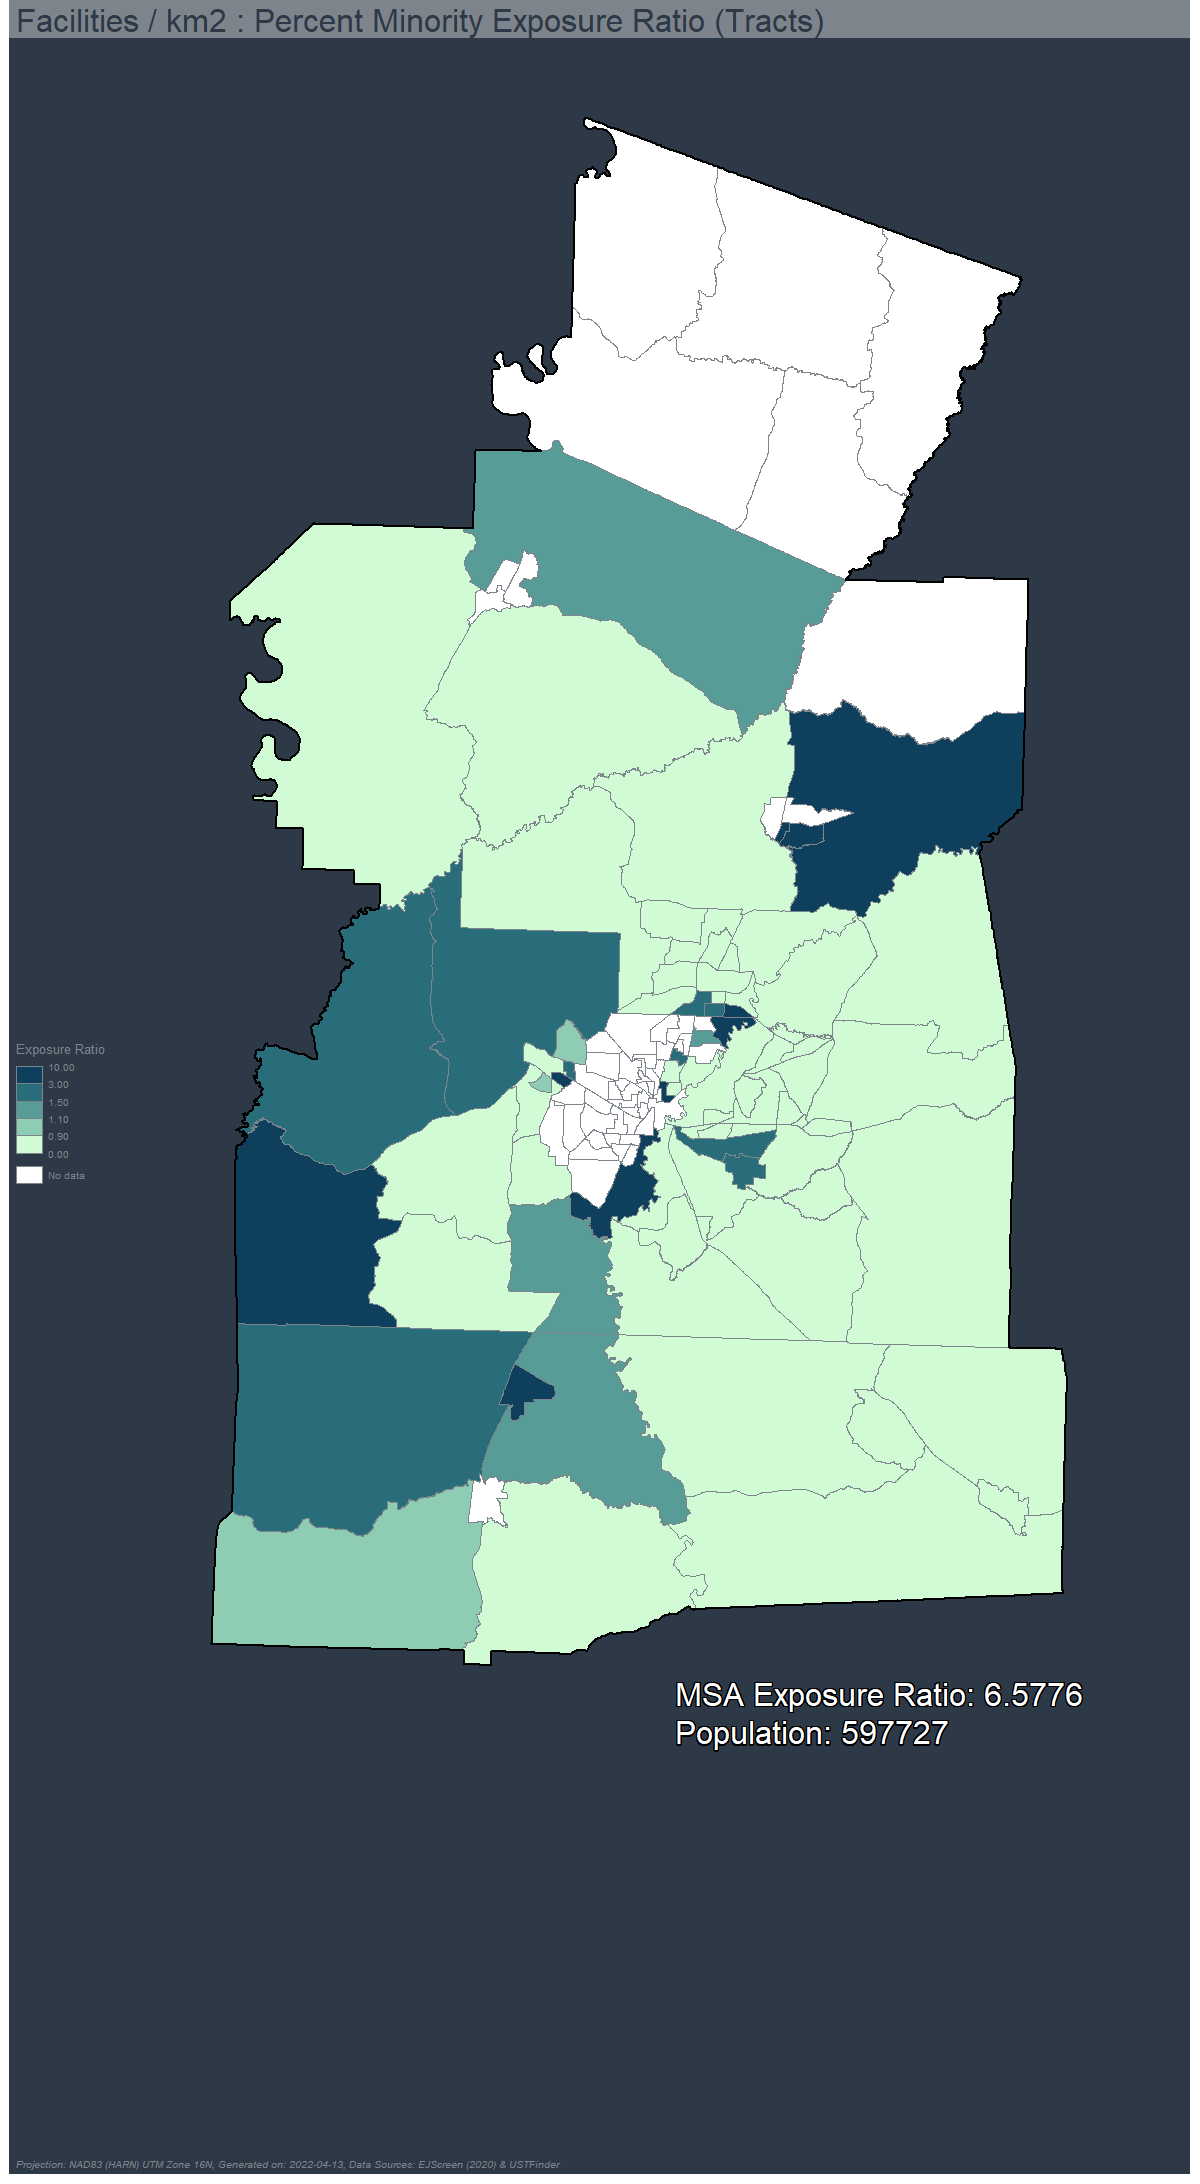 Facilities / km2 : Percent Minority Exposure Ratio (Tracts)
Exposure Ratio
10.00
3.00
1.50
1.10
0.90
0.00
No data
MSA Exposure Ratio: 6.5776
Population: 597727
Projection: NAD83 (HARN) UTM Zone 16N, Generated on: 2022-04-13, Data Sources: EJScreen (2020) & USTFinder